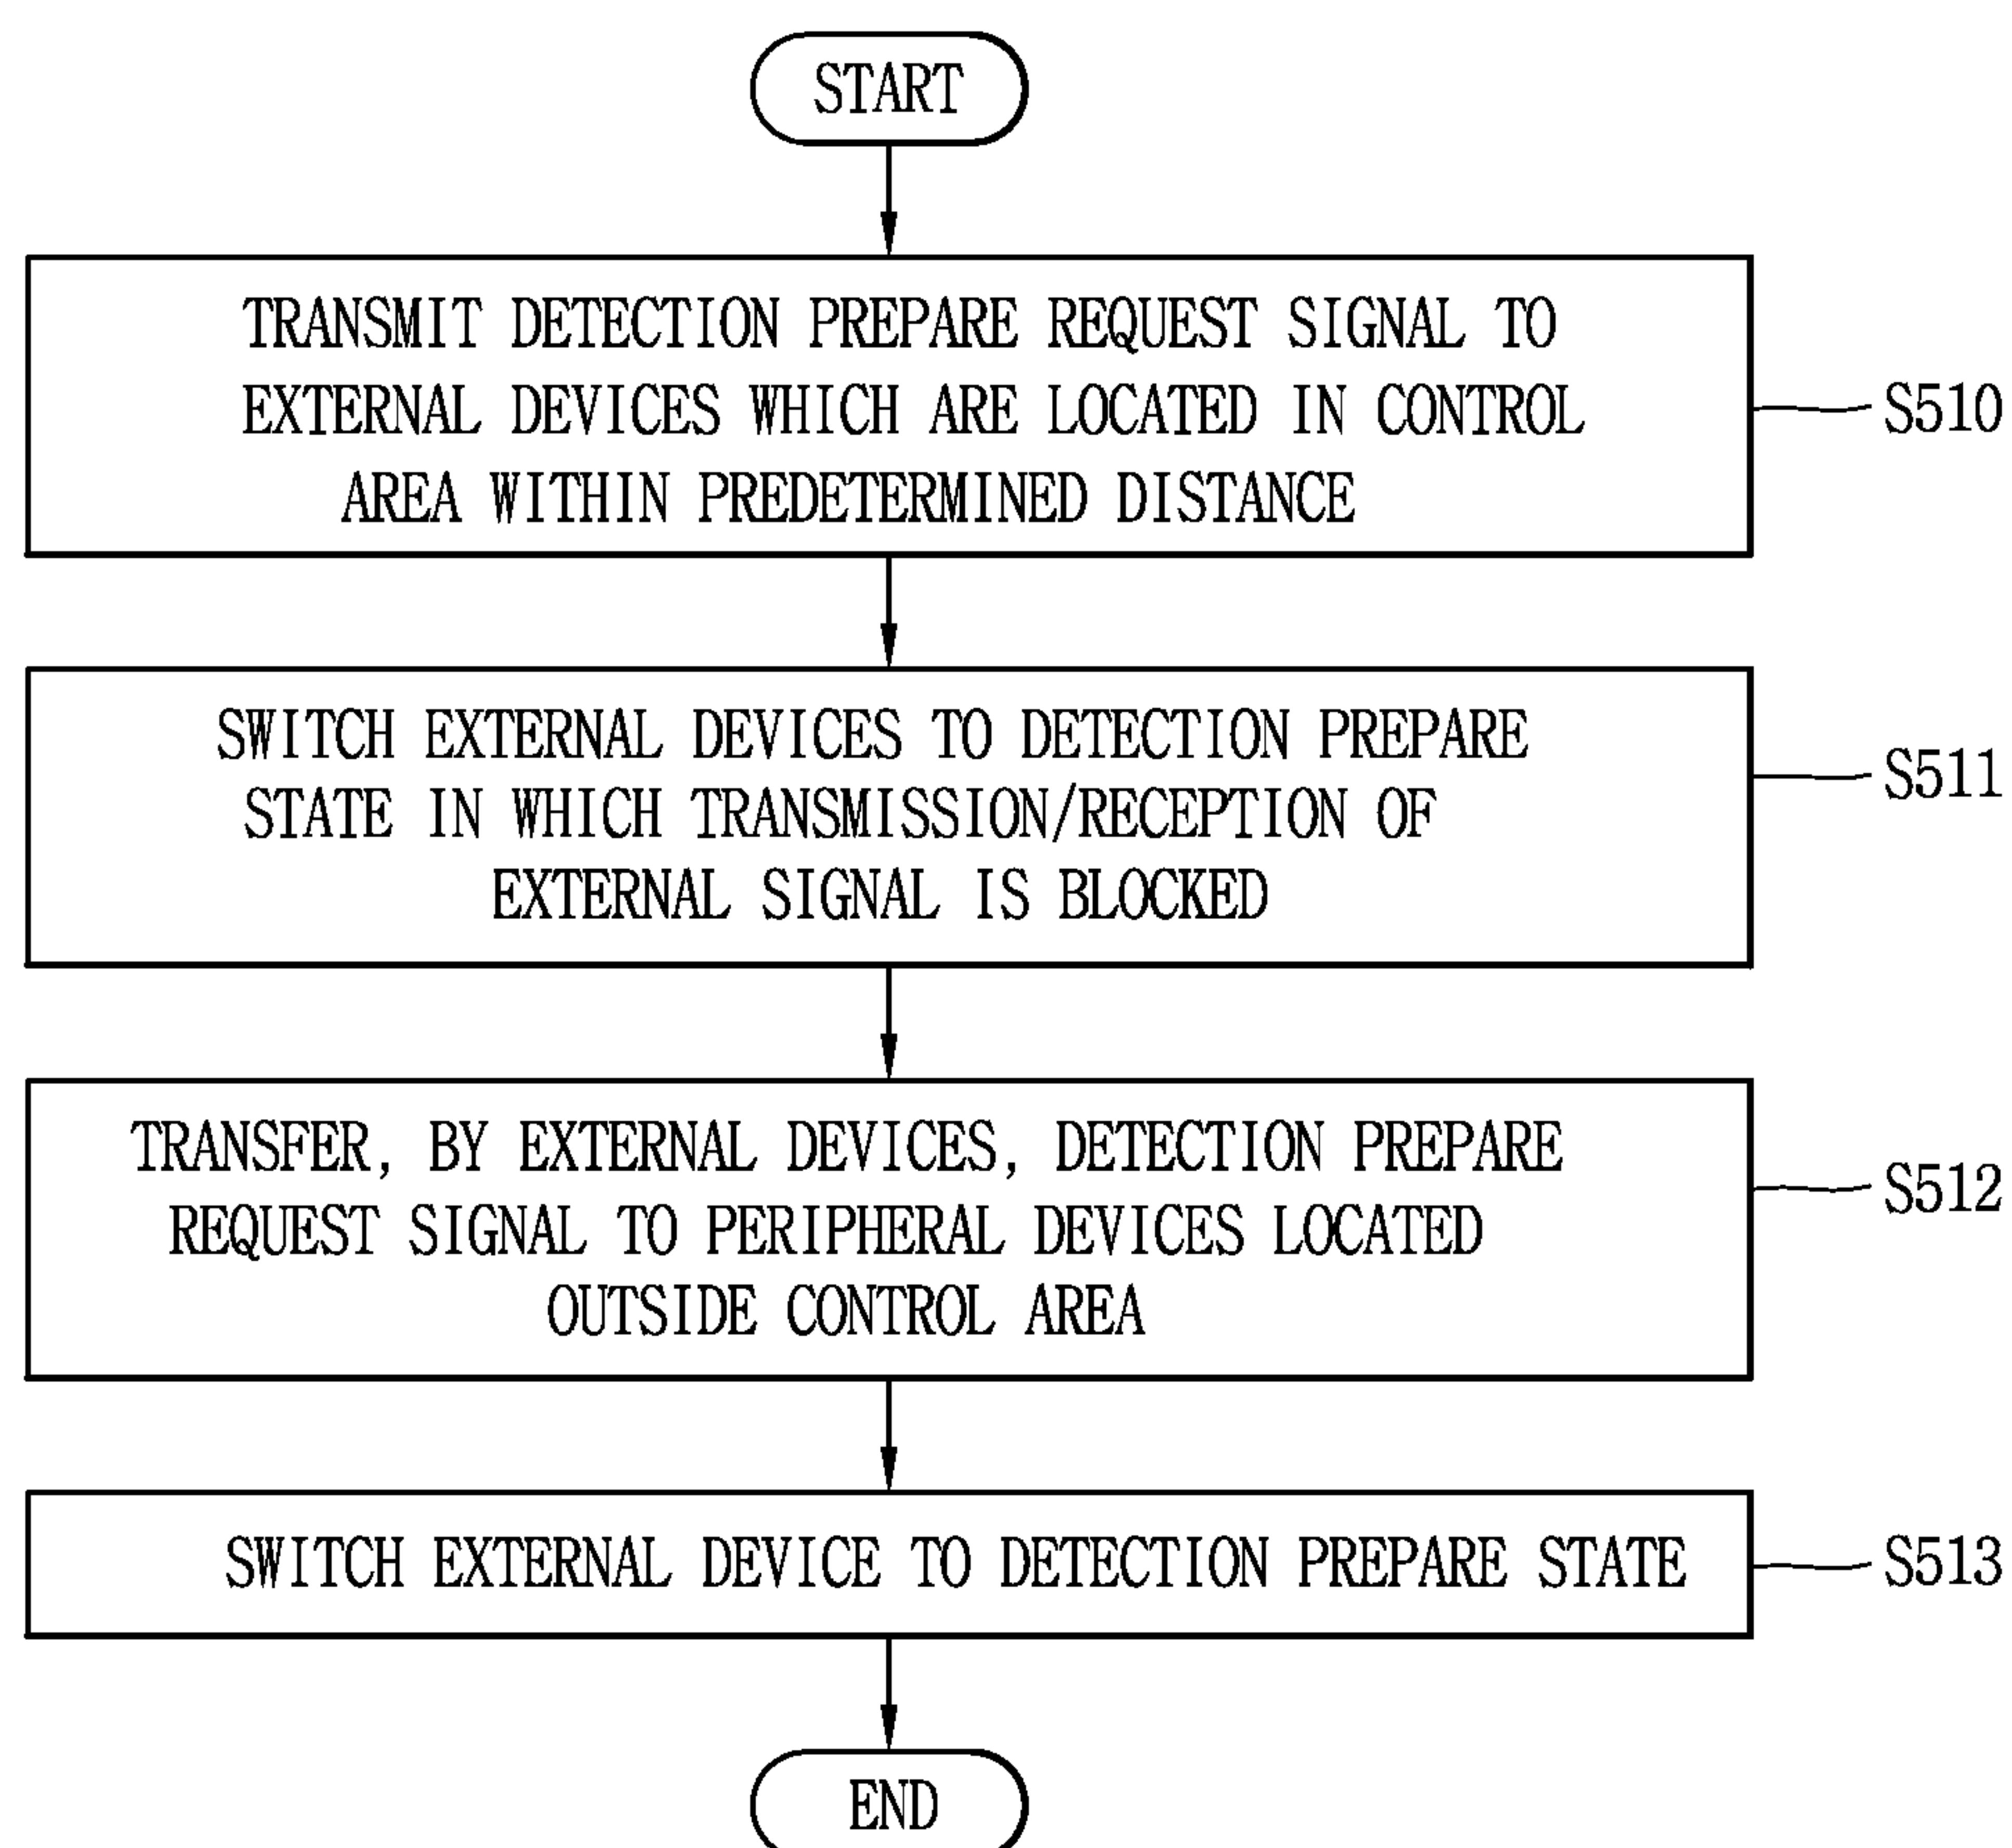 START
TRANSMIT DETECTION PREPARE REQUEST SIGNAL TO
EXTERNAL DEVICES WHICH ARE LOCATED IN CONTROL
AREA WITHIN PREDETERMINED DISTANCE
S510
SWITCH EXTERNAL DEVICES TO DETECTION PREPARE
STATE IN WHICH TRANSMISSION/RECEPTION OF
EXTERNAL SIGNAL IS BLOCKED
S511
TRANSFER, BY EXTERNAL DEVICES, DETECTION PREPARE
REQUEST SIGNAL TO PERIPHERAL DEVICES LOCATED
OUTSIDE CONTROL AREA
S512
SWITCH EXTERNAL DEVICE TO DETECTION PREPARE STATE
S513
END